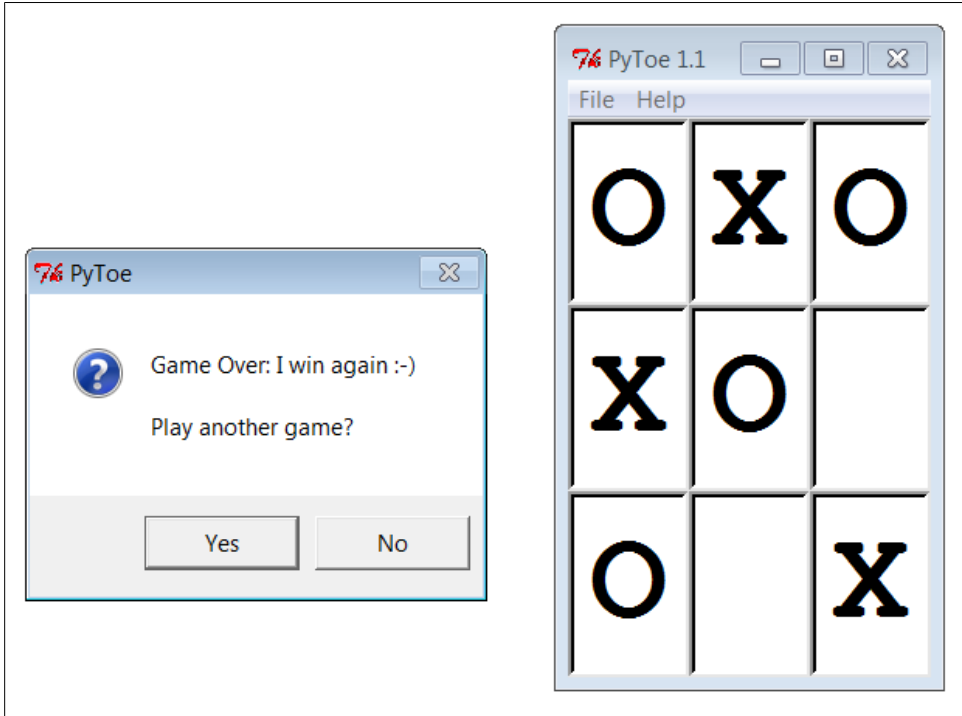 PyToe
Game Over: I win again :-)
Play another game?
Yes No
PyToe 1.1
File Help
O X O
X O
O X